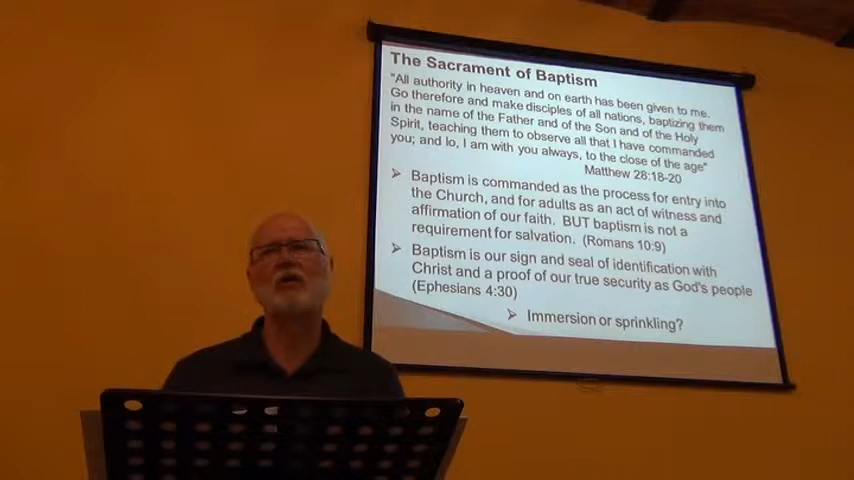 The Sacrament of Baptism
"All authority in heaven and on earth has been given to me.
Go therefore and make disciples of all nations, baptizing them
in the name of the Father and of the Son and of the Holy
Spirit, teaching them to observe all that I have commanded
you; and lo, I am with you always, to the close of the age"
Matthew 28:18-20
➢ Baptism is commanded as the process for entry into
the Church, and for adults as an act of witness and
affirmation of our faith. BUT baptism is not a
requirement for salvation. (Romans 10:9)
➢ Baptism is our sign and seal of identification with
Christ and a proof of our true security as God's people
(Ephesians 4:30)
➢ Immersion or sprinkling?